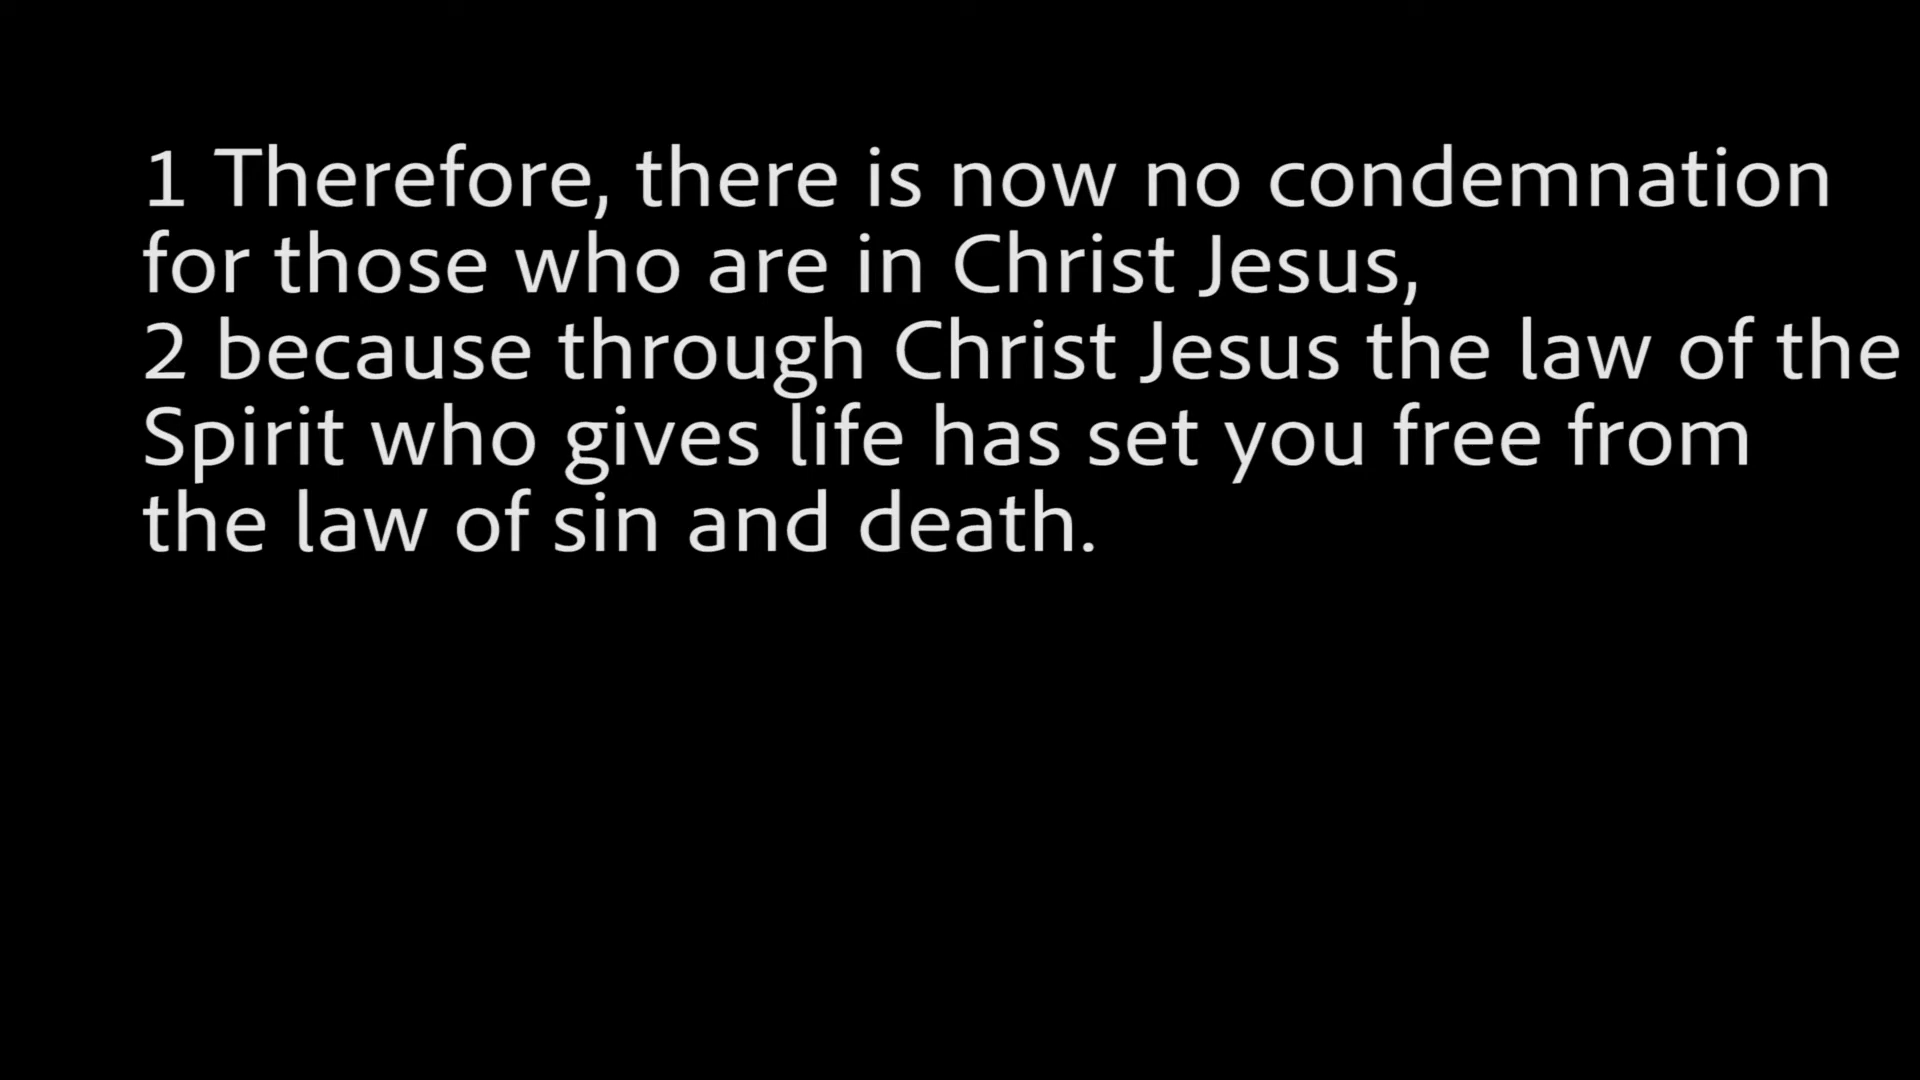 1 Therefore, there is now no condemnation
for those who are in Christ Jesus,
2 because through Christ Jesus the law of the
Spirit who gives life has set you free from
the law of sin and death.